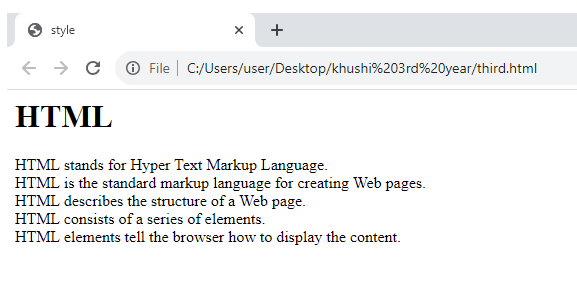 style
File | C:/Users/user/Desktop/khushi%203rd%20year/third.html
HTML
HTML stands for Hyper Text Markup Language.
HTML is the standard markup language for creating Web pages.
HTML describes the structure of a Web page.
HTML consists of a series of elements.
HTML elements tell the browser how to display the content.